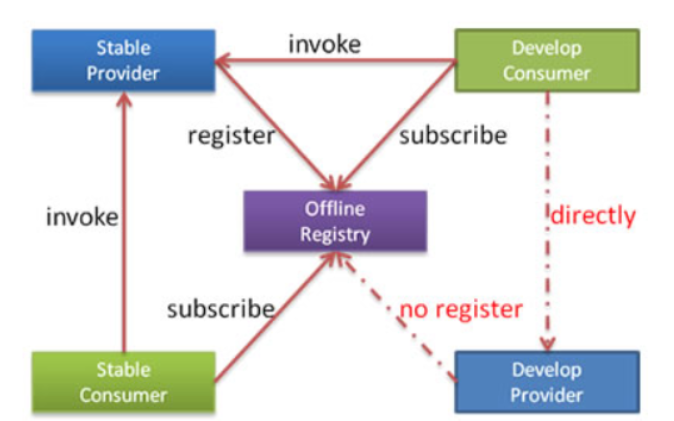 Stable
Provider
invoke
Develop
Consumer
register
subscribe
Offline
Registry
invoke
directly
subscribe
no register
Stable
Consumer
Develop
Provider